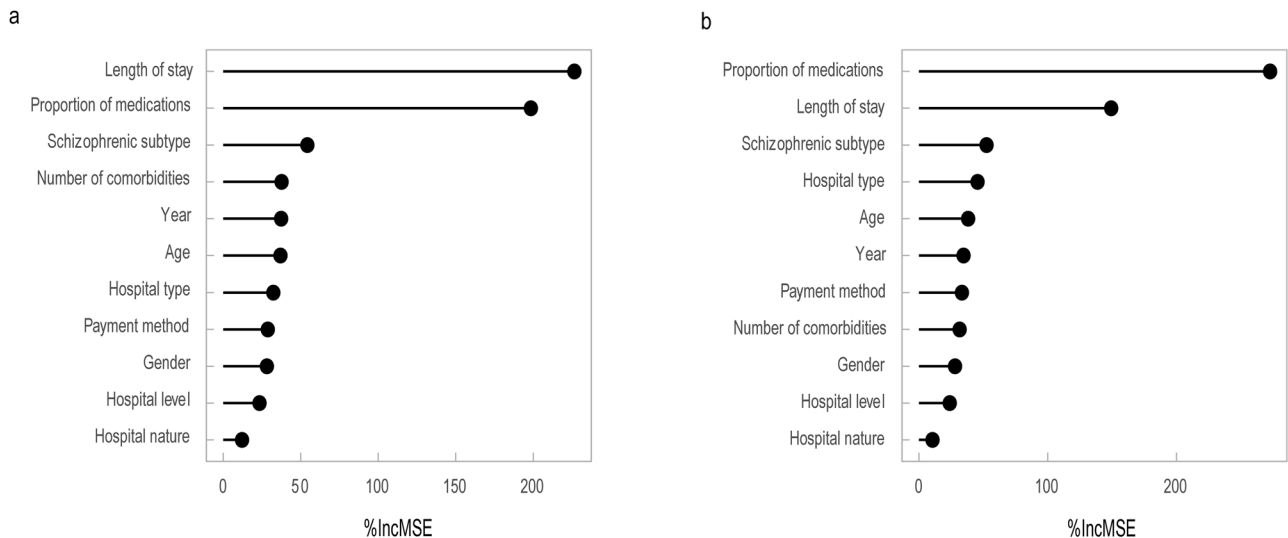 a
Length of stay
Proportion of medications
Schizophrenic subtype
Number of comorbidities
Year
Age
Hospital type
Payment method
Gender
Hospital level
Hospital nature
0 50 100 150 200
%IncMSE
b
Proportion of medications
Length of stay
Schizophrenic subtype
Hospital type
Age
Year
Payment method
Number of comorbidities
Gender
Hospital level
Hospital nature
0 100 200
%IncMSE